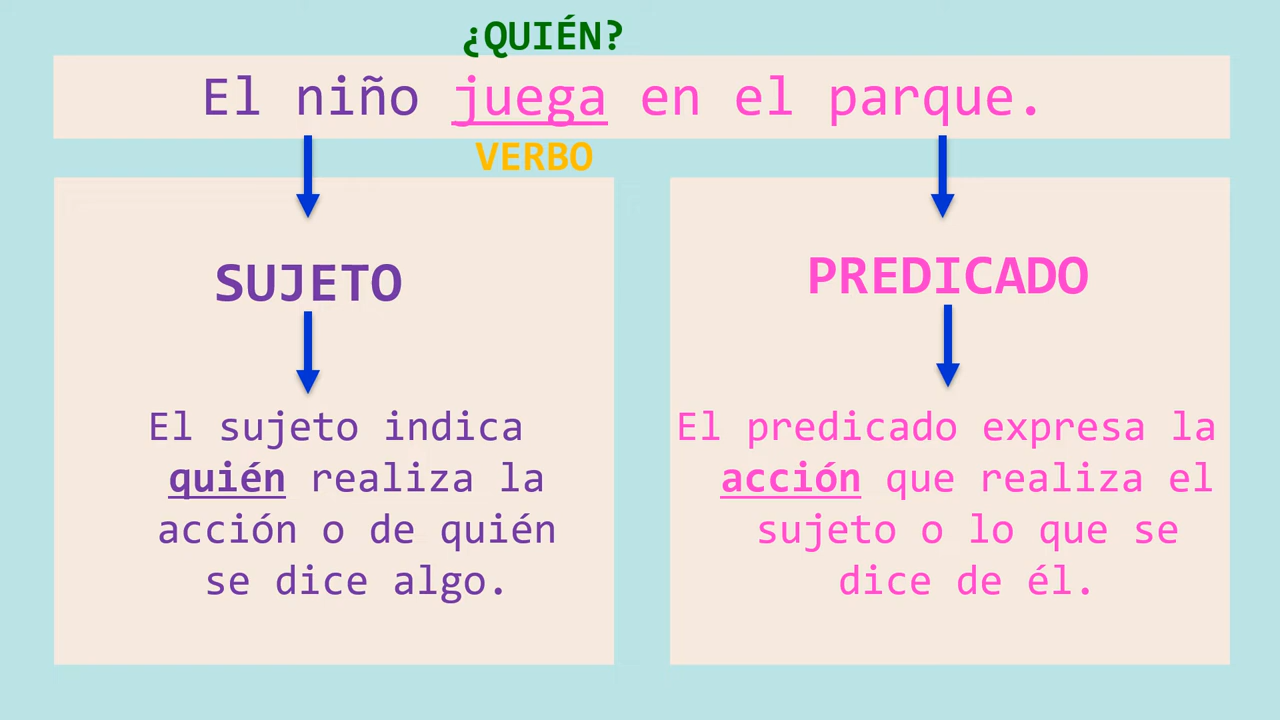 ¿QUIÉN?
El niño juega en el parque.
VERBO
SUJETO
El sujeto indica
quién realiza la
acción o de quién
se dice algo.
PREDICADO
El predicado expresa la
acción que realiza el
sujeto o lo que se
dice de él.